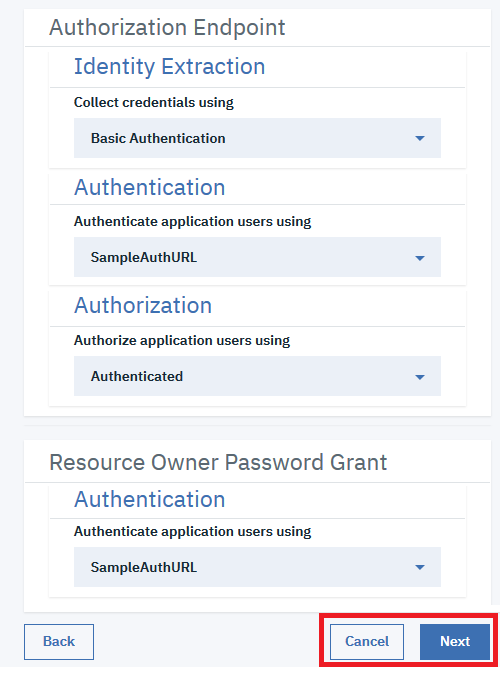 Authorization Endpoint
Identity Extraction
Collect credentials using
Basic Authentication
Authentication
Authenticate application users using
SampleAuthURL
Authorization
Authorize application users using
Authenticated
Resource Owner Password Grant
Authentication
Authenticate application users using
SampleAuthURL
Back Cancel Next